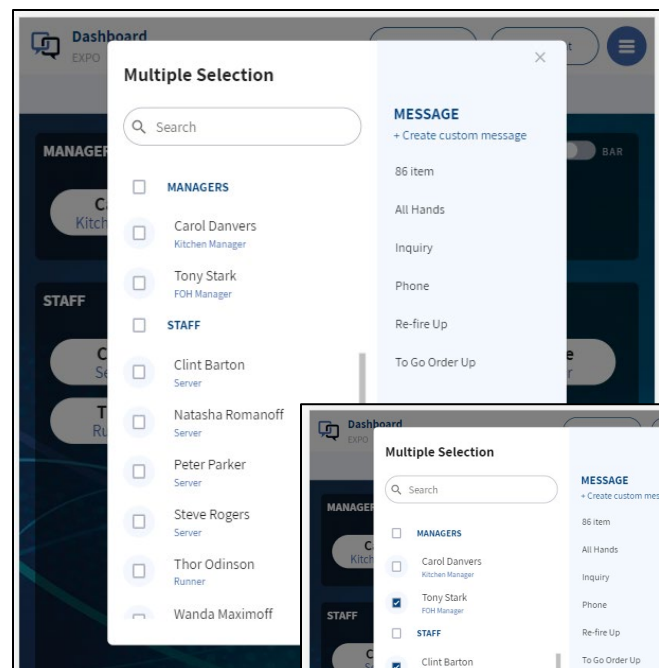 Dashboard
EXPO
Multiple Selection
Search
MANAGERS
Carol Danvers
Kitchen Manager
Tony Stark
FOH Manager
STAFF
Clint Barton
Server
Natasha Romanoff
Server
Peter Parker
Server
Steve Rogers
Server
Thor Odinson
Runner
Wanda Maximoff
MESSAGE
+ Create custom message
86 item
All Hands
Inquiry
Phone
Re-fire Up
To Go Order Up
BAR
STAFF
Dashboard
EXPO
Multiple Selection
Search
MANAGERS
Carol Danvers
Kitchen Manager
Tony Stark
FOH Manager
STAFF
Clint Barton
MESSAGE
+ Create custom mes
86 item
All Hands
Inquiry
Phone
Re-fire Up
To Go Order Up
STAFF